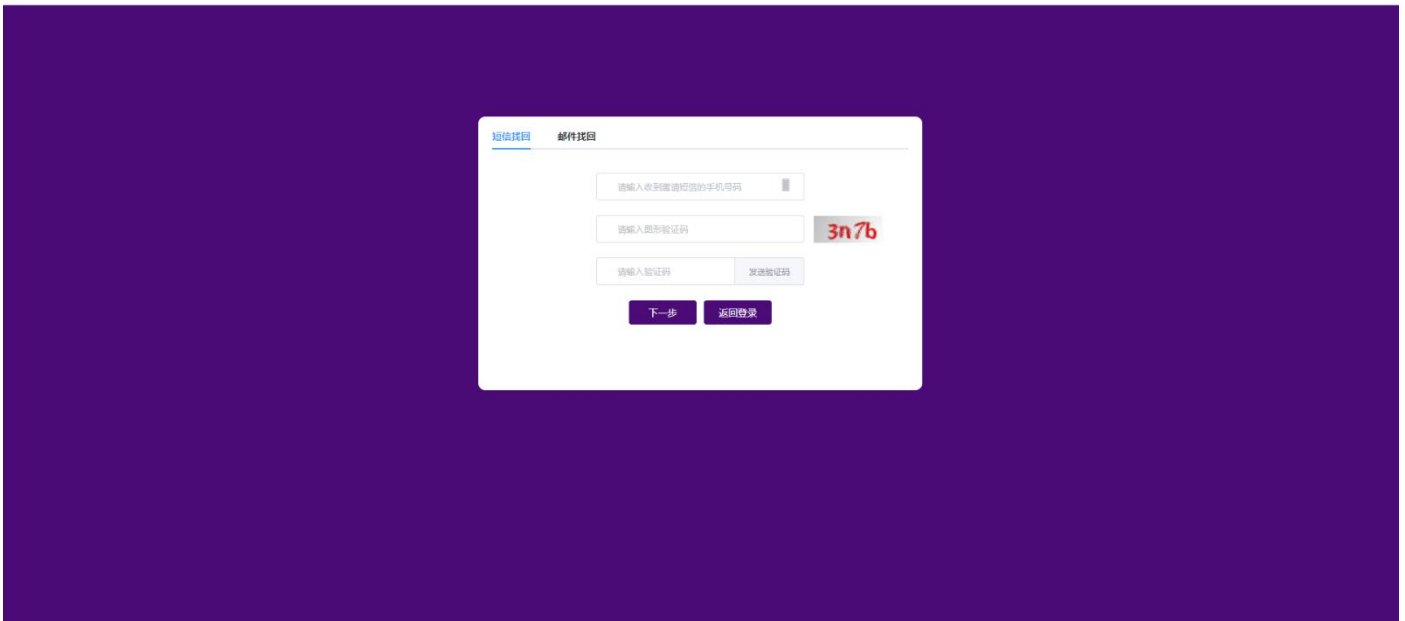 短信找回 邮件找回
请输入收到邀请短信的手机号码
请输入图形验证码 3n7b
请输入验证码 发送验证码
下一步 返回登录